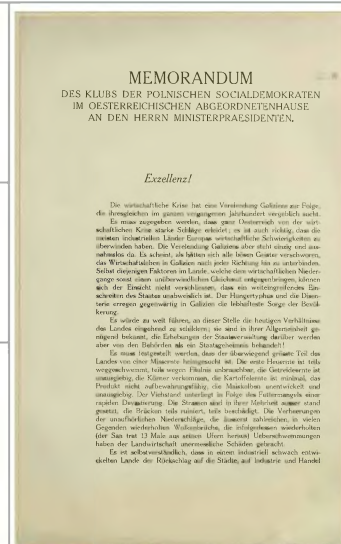 MEMORANDUM
DES KLUBS DER POLNISCHEN SOCIALDEMOKRATEN
IM OESTERREICHISCHEN ABGEORDNETENHAUSE
AN DEN HERRN MINISTERPRAESIDENTEN.
Exzellenz!
Die wirtschaftliche Krise hat eine Verelendung Galiziens zur Folge,
die ihresgleichen im ganzen vergangenen Jahrhundert vergeblich sucht.
Es muss zugegeben werden, dass ganz Oesterreich von der wirt-
schaftlichen Krise starke Schläge erleidet; es ist auch richtig, dass die
meisten industriellen Länder Europas wirtschaftliche Schwierigkeiten zu
überwinden haben. Die Verelendung Galiziens aber steht einzig und aus-
nahmslos da. Es scheint, als hätten sich alle bösen Geister verschworen,
das Wirtschaftsleben in Galizien nach jeder Richtung hin zu unterbinden.
Selbst diejenigen Faktoren im Lande, welche dem wirtschaftlichen Nieder-
gange sonst einen unüberwindlichen Gleichmut entgegenbringen, können
sich der Einsicht nicht verschliessen, dass ein weitergreifendes Ein-
schreiten des Staates unabweislich ist. Der Hungertyphus und die Dissen-
terie erregen gegenwärtig in Galizien die lebhafteste Sorge der Bevöl-
kerung.
Es würde zu weit führen, an dieser Stelle die heutigen Verhältnisse
des Landes eingehend zu schildern; sie sind in ihrer Allgemeinheit ge-
nügend bekannt, die Erhebungen der Staatsverwaltung darüber werden
aber von den Behörden als ein Staatsgeheimnis behandelt!
Es muss festgestellt werden, dass der überwiegend grösste Teil des
Landes von einer Missernte heimgesucht ist. Die erste Heuernte ist teils
weggeschwemmt, teils wegen Fäulnis unbrauchbar, die Getreideernte ist
unausgiebig, die Körner verkommen, die Kartoffelernte ist minimal, das
Produkt nicht aufbewahrungsfähig, die Maiskolben unentwickelt und
unausgiebig. Der Viehstand unterliegt in Folge des Futtermangels einer
rapiden Devastierung. Die Strassen sind in ihrer Mehrheit ausser stand
gesetzt, die Brücken teils ruiniert, teils beschädigt. Die Verheerungen
der unaufhörlichen Niederschläge, die äusserst zahlreichen, in vielen
Gegenden wiederholten Wolkenbrüche, die infolgedessen wiederholten
(der San trat 13 Male aus seinen Ufern heraus) Ueberschwemmungen
haben der Landwirtschaft unermessliche Schäden gebracht.
Es ist selbstverständlich, dass in einem industriell schwach entwi-
ckelten Lande der Rückschlag auf die Städte, auf Industrie und Handel